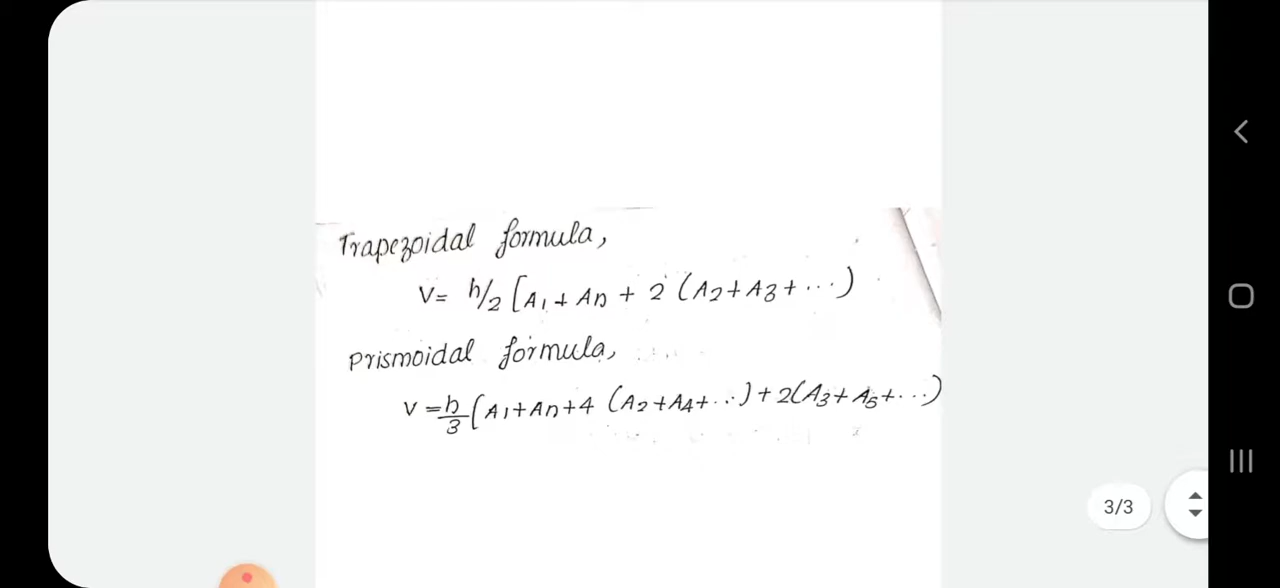 Trapezoidal formula,
V= h/2 [A1 + An + 2 (A2+A3+...)
Prismoidal formula,
V = h/3 (A1+An+4 (A2+A4+...)+2(A3+A5+...)
3/3